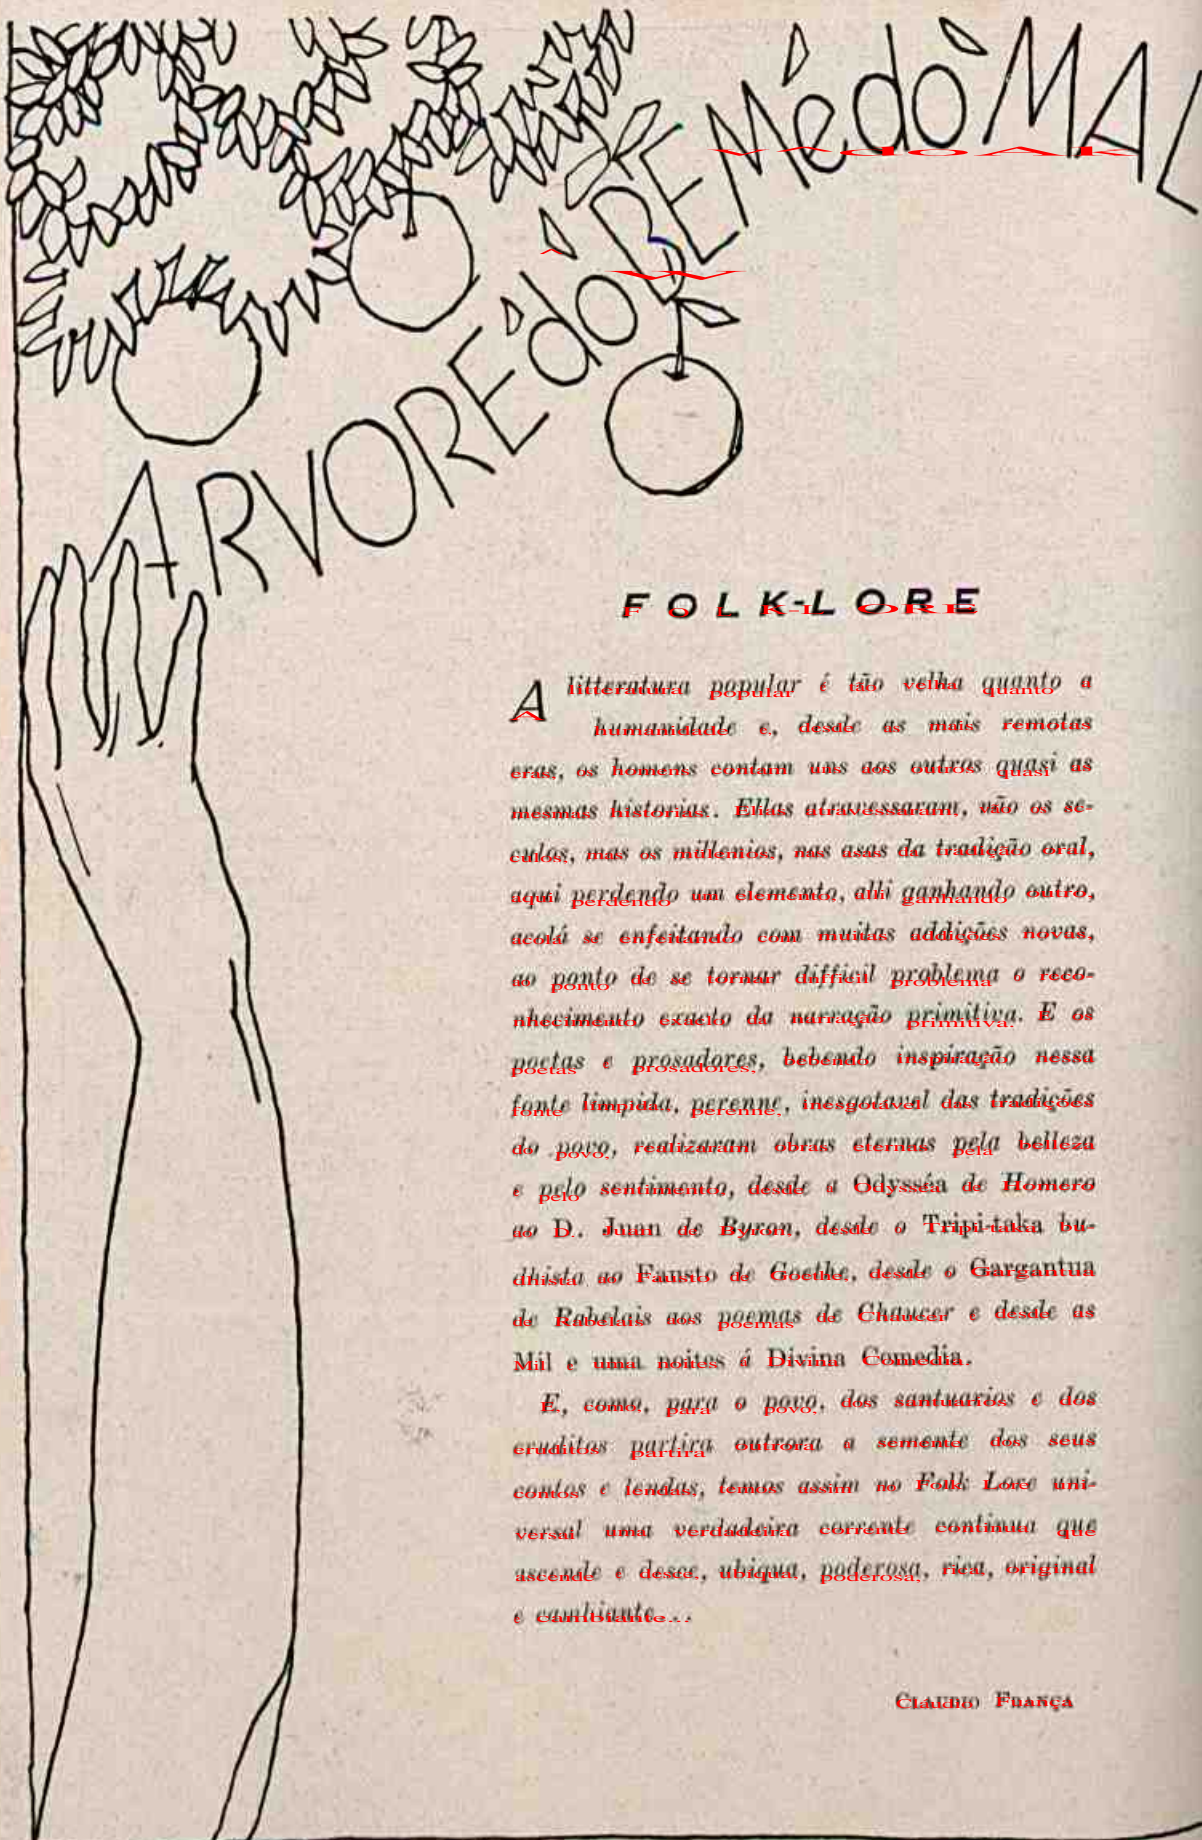 ARVORE do BEM e do MAL
FOLK-LORE
A litteratura popular é tão velha quanto a
humanidade e, desde as mais remotas
eras, os homens contam uns aos outros quasi as
mesmas historias. Ellas atravessaram, não os se-
culos, mas os millenios, nas asas da tradição oral,
aqui perdendo um elemento, alli ganhando outro,
acolá se enfeitando com muitas addições novas,
ao ponto de se tornar difficil problema o reco-
nhecimento exacto da narração primitiva. E os
poetas e prosadores, bebendo inspiração nessa
fonte limpida, perenne, inesgotavel das tradições
do povo, realizaram obras eternas pela belleza
e pelo sentimento, desde a Odysséa de Homero
ao D. Juan de Byron, desde o Tripi-taka bu-
dhista ao Fausto de Goethe, desde o Gargantua
de Rabelais aos poemas de Chaucer e desde as
Mil e uma noites á Divina Comedia.
E, como, para o povo, dos santuarios e dos
eruditos partira outrora a semente dos seus
contos e lendas, temos assim no Folk Lore uni-
versal uma verdadeira corrente continua que
ascende e desce, ubiqua, poderosa, rica, original
e cambiante...
CLAUDIO FRANÇA